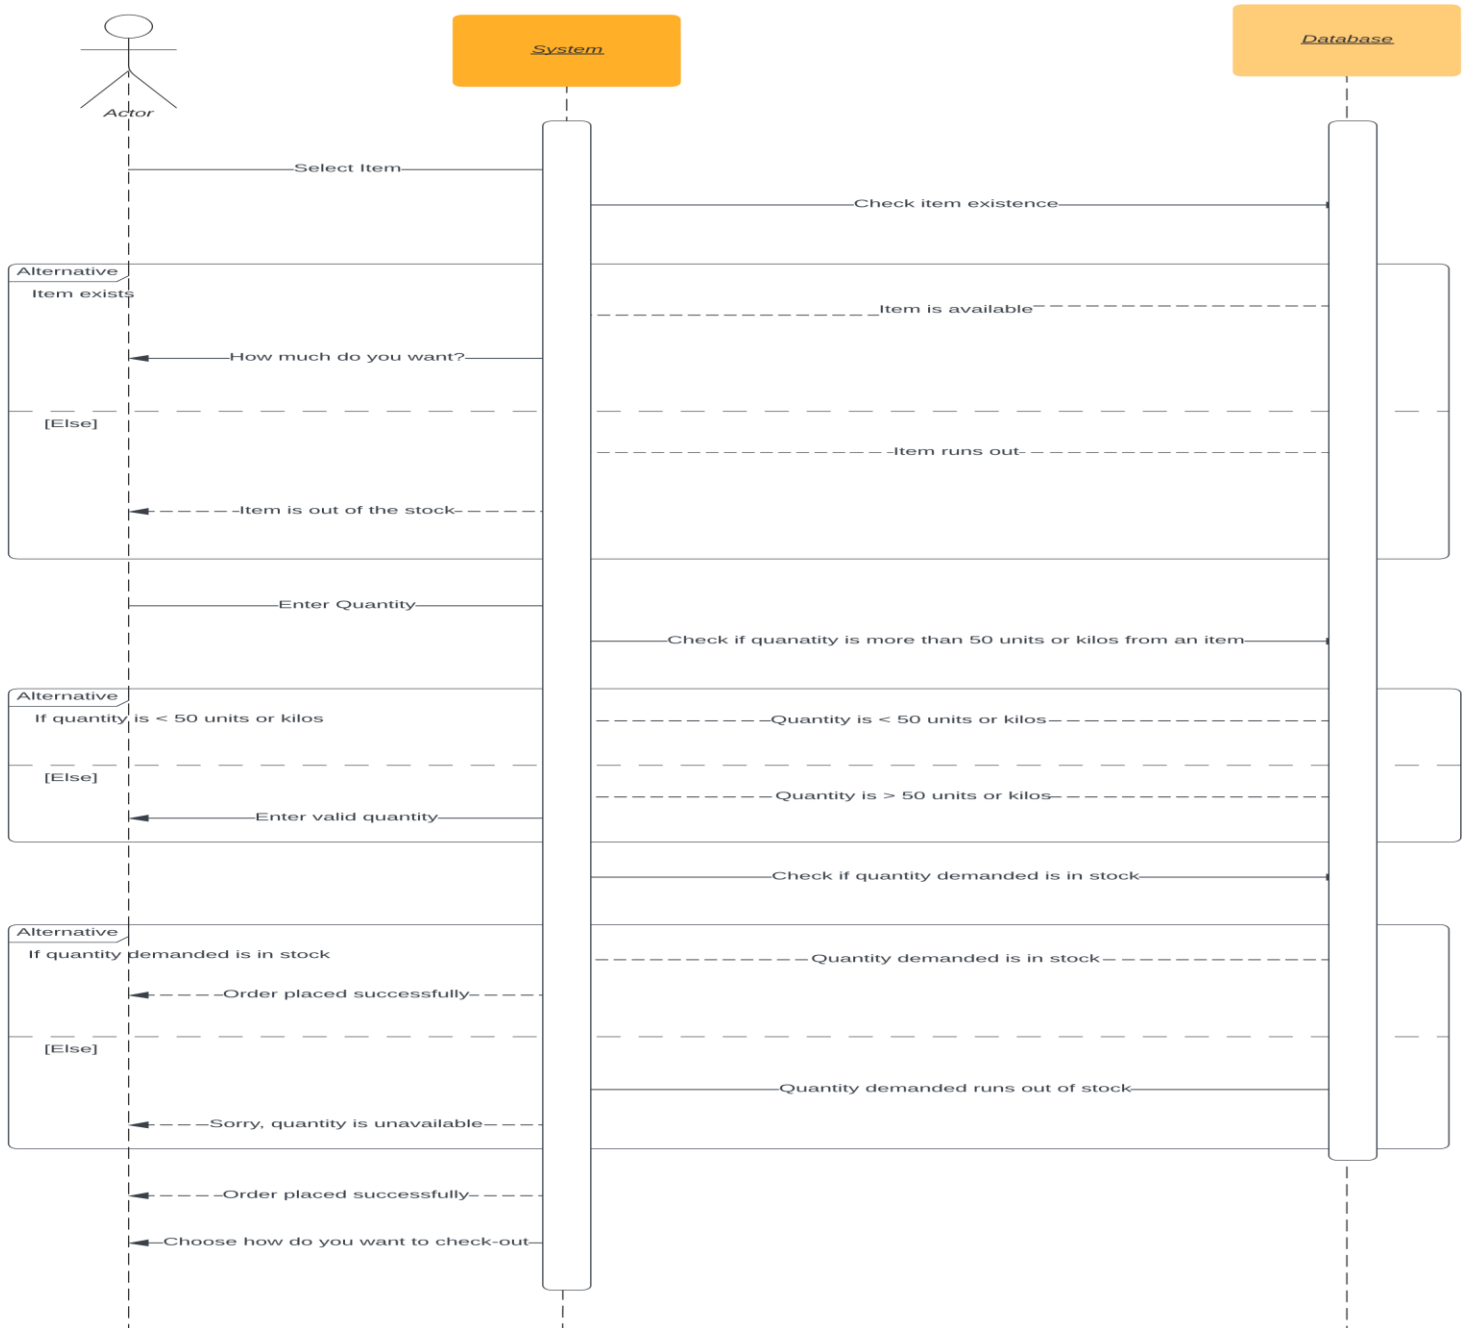 System
Database
Actor
Select Item
Check item existence
Alternative
Item exists
Item is available
How much do you want?
[Else]
Item runs out
Item is out of the stock
Enter Quantity
Check if quanatity is more than 50 units or kilos from an item
Alternative
If quantity is < 50 units or kilos
Quantity is < 50 units or kilos
[Else]
Quantity is > 50 units or kilos
Enter valid quantity
Check if quantity demanded is in stock
Alternative
If quantity demanded is in stock
Quantity demanded is in stock
Order placed successfully
[Else]
Quantity demanded runs out of stock
Sorry, quantity is unavailable
Order placed successfully
Choose how do you want to check-out